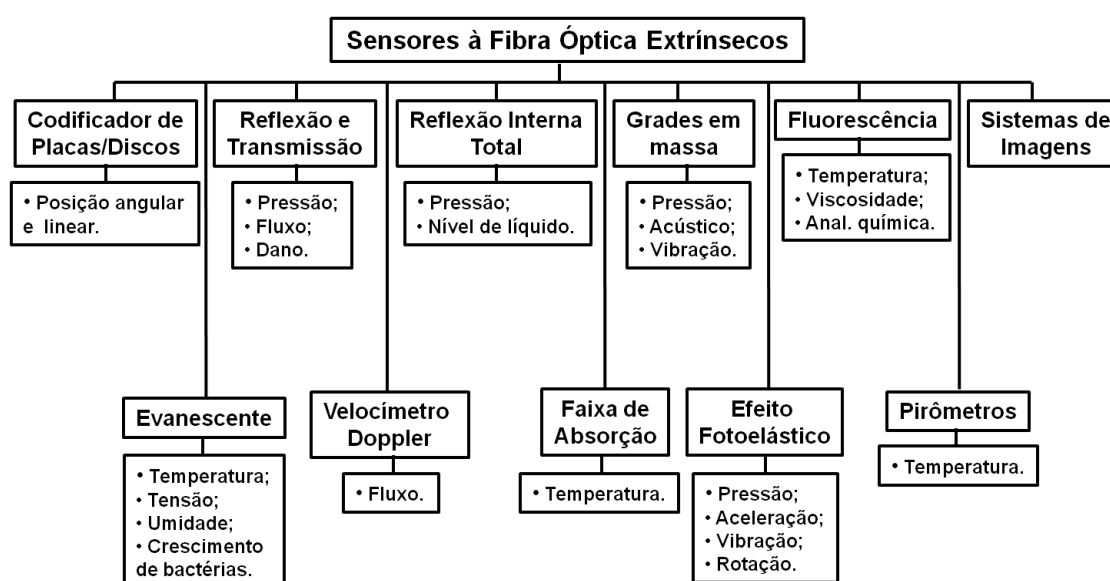 Sensores à Fibra Óptica Extrínsecos
Codificador de
Placas/Discos
• Posição angular
e linear.
Reflexão e
Transmissão
• Pressão;
• Fluxo;
• Dano.
Reflexão Interna
Total
• Pressão;
• Nível de líquido.
Grades em
massa
• Pressão;
• Acústico;
• Vibração.
Fluorescência
• Temperatura;
• Viscosidade;
• Anal. química.
Sistemas de
Imagens
Evanescente
• Temperatura;
• Tensão;
• Umidade;
• Crescimento
de bactérias.
Velocímetro
Doppler
• Fluxo.
Faixa de
Absorção
• Temperatura.
Efeito
Fotoelástico
• Pressão;
• Aceleração;
• Vibração;
• Rotação.
Pirômetros
• Temperatura.